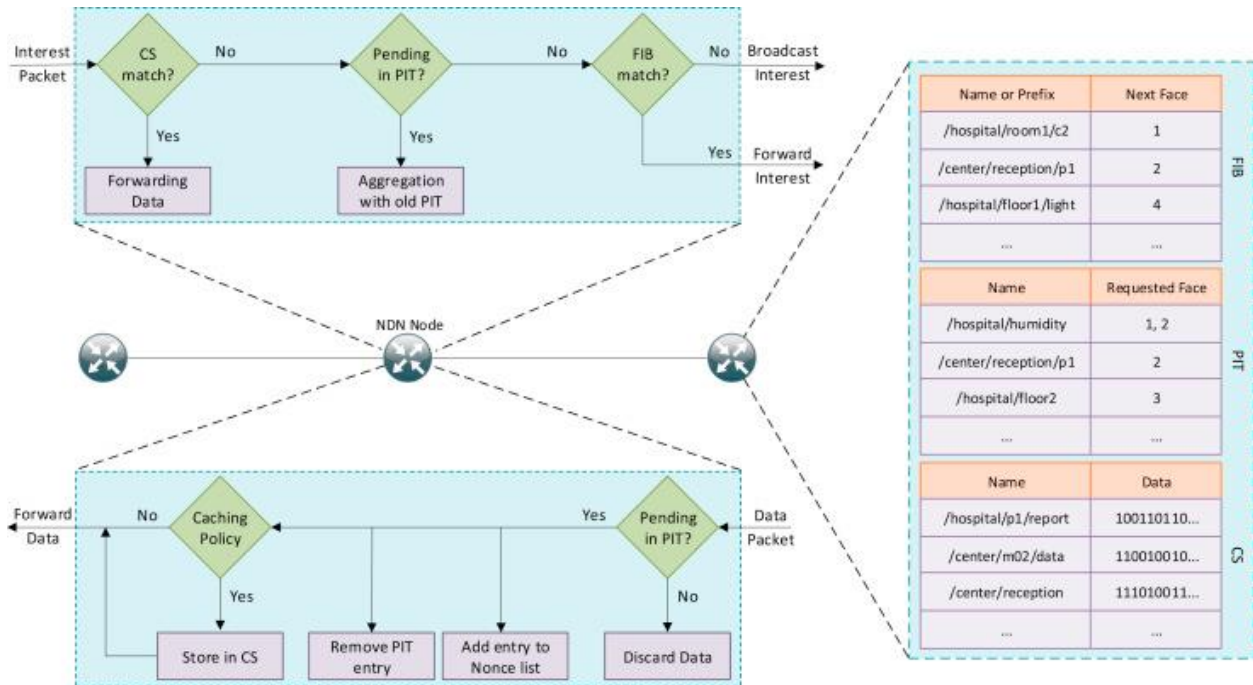 Interest
Packet
CS
match?
No
Pending
in PIT?
No
FIB
match?
No
Broadcast
Interest
Yes
Forwarding
Data
Yes
Aggregation
with old PIT
Yes
Forward
Interest
NDN Node
Forward
Data
No
Caching
Policy
Yes
Pending
in PIT?
Data
Packet
Yes
Store in CS
Remove PIT
entry
Add entry to
Nonce list
No
Discard Data
Name or Prefix Next Face
/hospital/room1/c2 1
/center/reception/p1 2
/hospital/floor1/light 4
... ...
FIB
Name Requested Face
/hospital/humidity 1, 2
/center/reception/p1 2
/hospital/floor2 3
... ...
PIT
Name Data
/hospital/p1/report 100110110...
/center/m02/data 110010010...
/center/reception 111010011...
... ...
CS